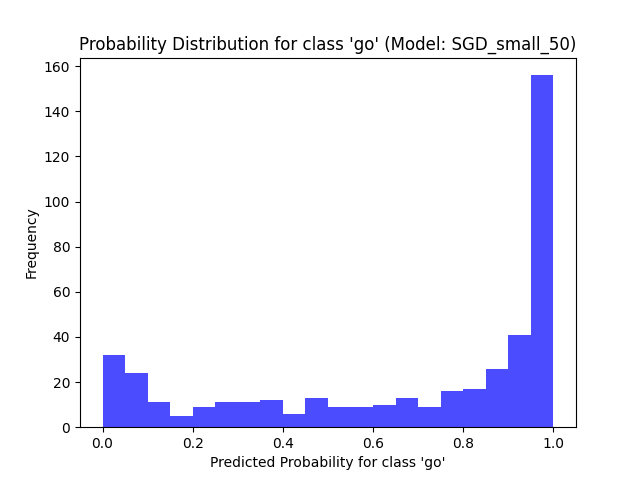 Probability Distribution for class 'go' (Model: SGD_small_50)
160
140
120
100
80
60
40
20
0
Frequency
0.0 0.2 0.4 0.6 0.8 1.0
Predicted Probability for class 'go'